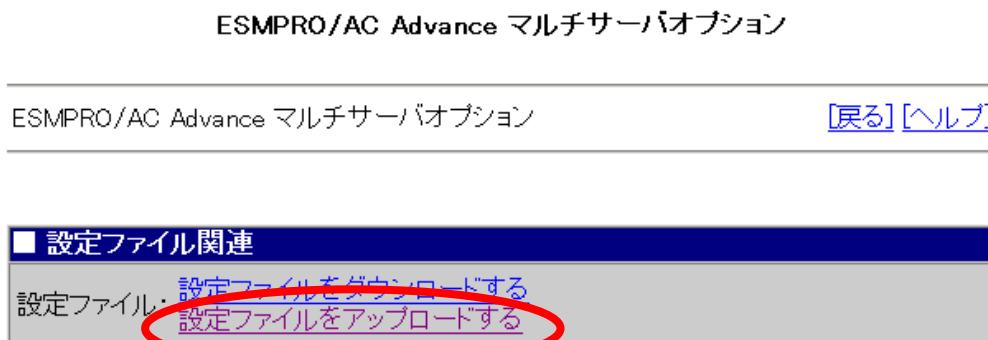 ESMPRO/AC Advance マルチサーバオプション
ESMPRO/AC Advance マルチサーバオプション [戻る] [ヘルプ]
■ 設定ファイル関連
設定ファイル: 設定ファイルをダウンロードする
設定ファイルをアップロードする